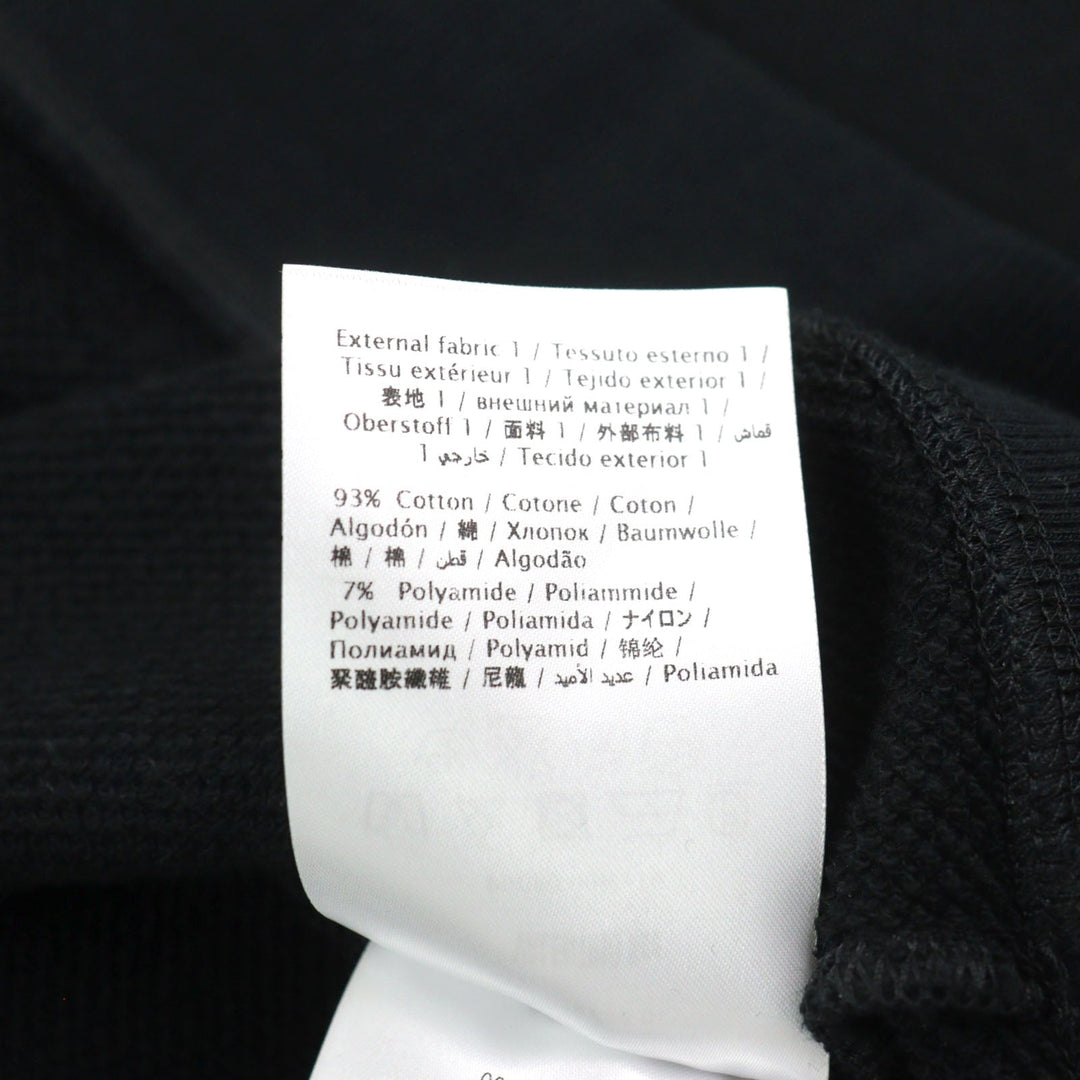 External fabric 1 / Tessuto esterno 1 /
Tissu extérieur 1 / Tejido exterior 1 /
表地 1 / внешний материал 1 /
Oberstoff 1 / 面料 1 / 外部布料 1 / قماش
خارجي 1 / Tecido exterior 1
93% Cotton / Cotone / Coton /
Algodón / 綿 / Хлопок / Baumwolle /
棉 / 棉 / قطن / Algodão
7% Polyamide / Poliammide /
Polyamide / Poliamida / ナイロン /
Полиамид / Polyamid / 锦纶 /
聚醯胺纖維 / 尼龍 / عديد الأميد / Poliamida